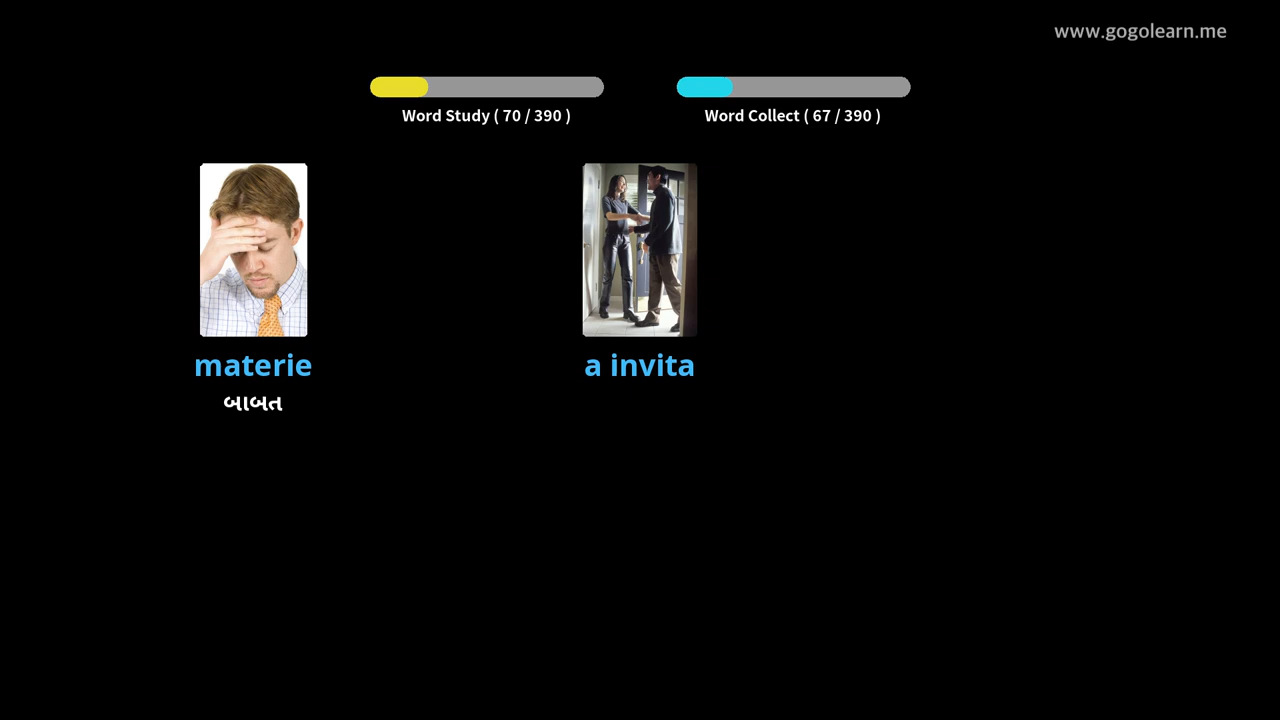 www.gogolearn.me
Word Study ( 70 / 390 )
Word Collect ( 67 / 390 )
materie
a invita
બાબત